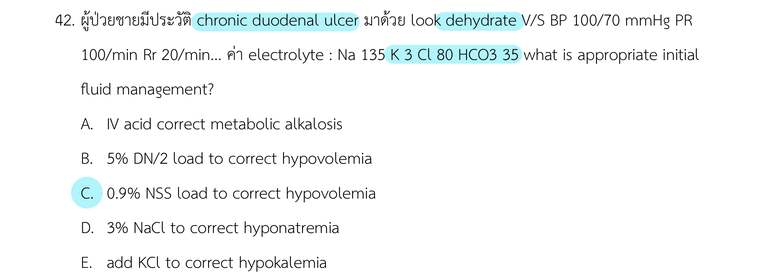 42. ผู้ป่วยชายมีประวัติ chronic duodenal ulcer มาด้วย look dehydrate V/S BP 100/70 mmHg PR
100/min Rr 20/min... ค่า electrolyte : Na 135 K 3 Cl 80 HCO3 35 what is appropriate initial
fluid management?
A. IV acid correct metabolic alkalosis
B. 5% DN/2 load to correct hypovolemia
C. 0.9% NSS load to correct hypovolemia
D. 3% NaCl to correct hyponatremia
E. add KCl to correct hypokalemia